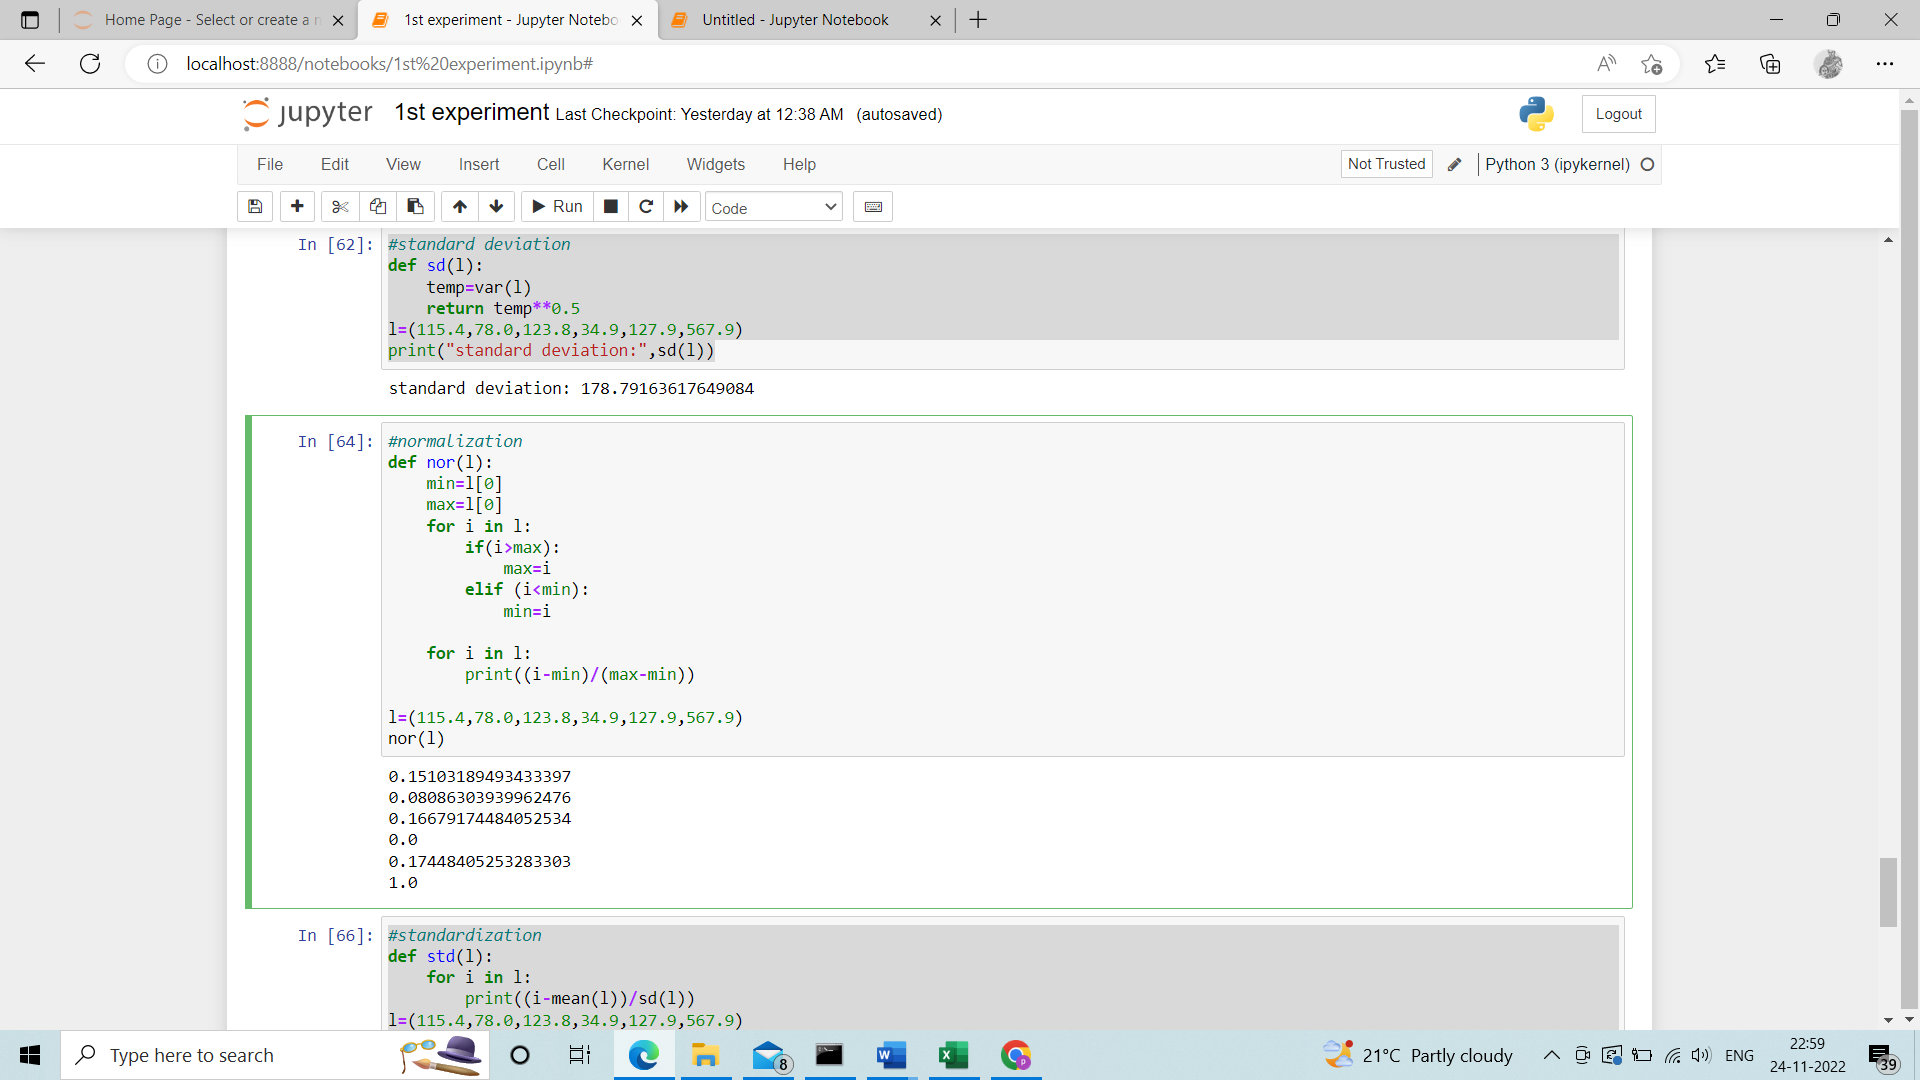 Home Page - Select or create a n
1st experiment - Jupyter Notebo
Untitled - Jupyter Notebook
localhost:8888/notebooks/1st%20experiment.ipynb#
jupyter 1st experiment Last Checkpoint: Yesterday at 12:38 AM (autosaved)
Logout
File Edit View Insert Cell Kernel Widgets Help
Not Trusted
Python 3 (ipykernel)
Run
Code
In [62]:
#standard deviation
def sd(l):
    temp=var(l)
    return temp**0.5
l=(115.4,78.0,123.8,34.9,127.9,567.9)
print("standard deviation:",sd(l))
standard deviation: 178.79163617649084
In [64]:
#normalization
def nor(l):
    min=l[0]
    max=l[0]
    for i in l:
        if(i>max):
            max=i
        elif (i<min):
            min=i
    for i in l:
        print((i-min)/(max-min))
l=(115.4,78.0,123.8,34.9,127.9,567.9)
nor(l)
0.15103189493433397
0.08086303939962476
0.16679174484052534
0.0
0.17448405253283303
1.0
In [66]:
#standardization
def std(l):
    for i in l:
        print((i-mean(l))/sd(l))
l=(115.4,78.0,123.8,34.9,127.9,567.9)
Type here to search
8
21°C Partly cloudy
ENG
22:59
24-11-2022
39